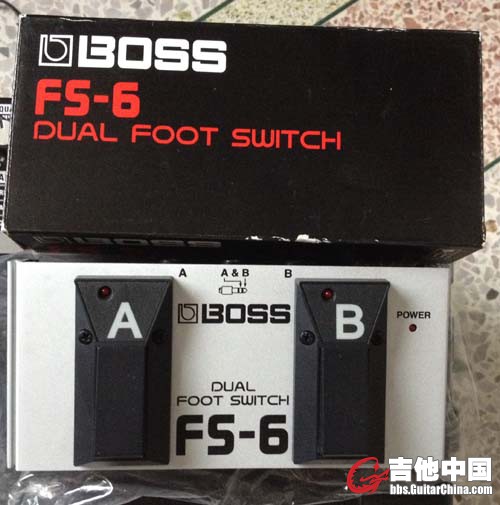 BOSS
FS-6
DUAL FOOT SWITCH
A
A & B
B
A
BOSS
B
POWER
DUAL
FOOT SWITCH
FS-6
吉他中国
bbs.GuitarChina.com